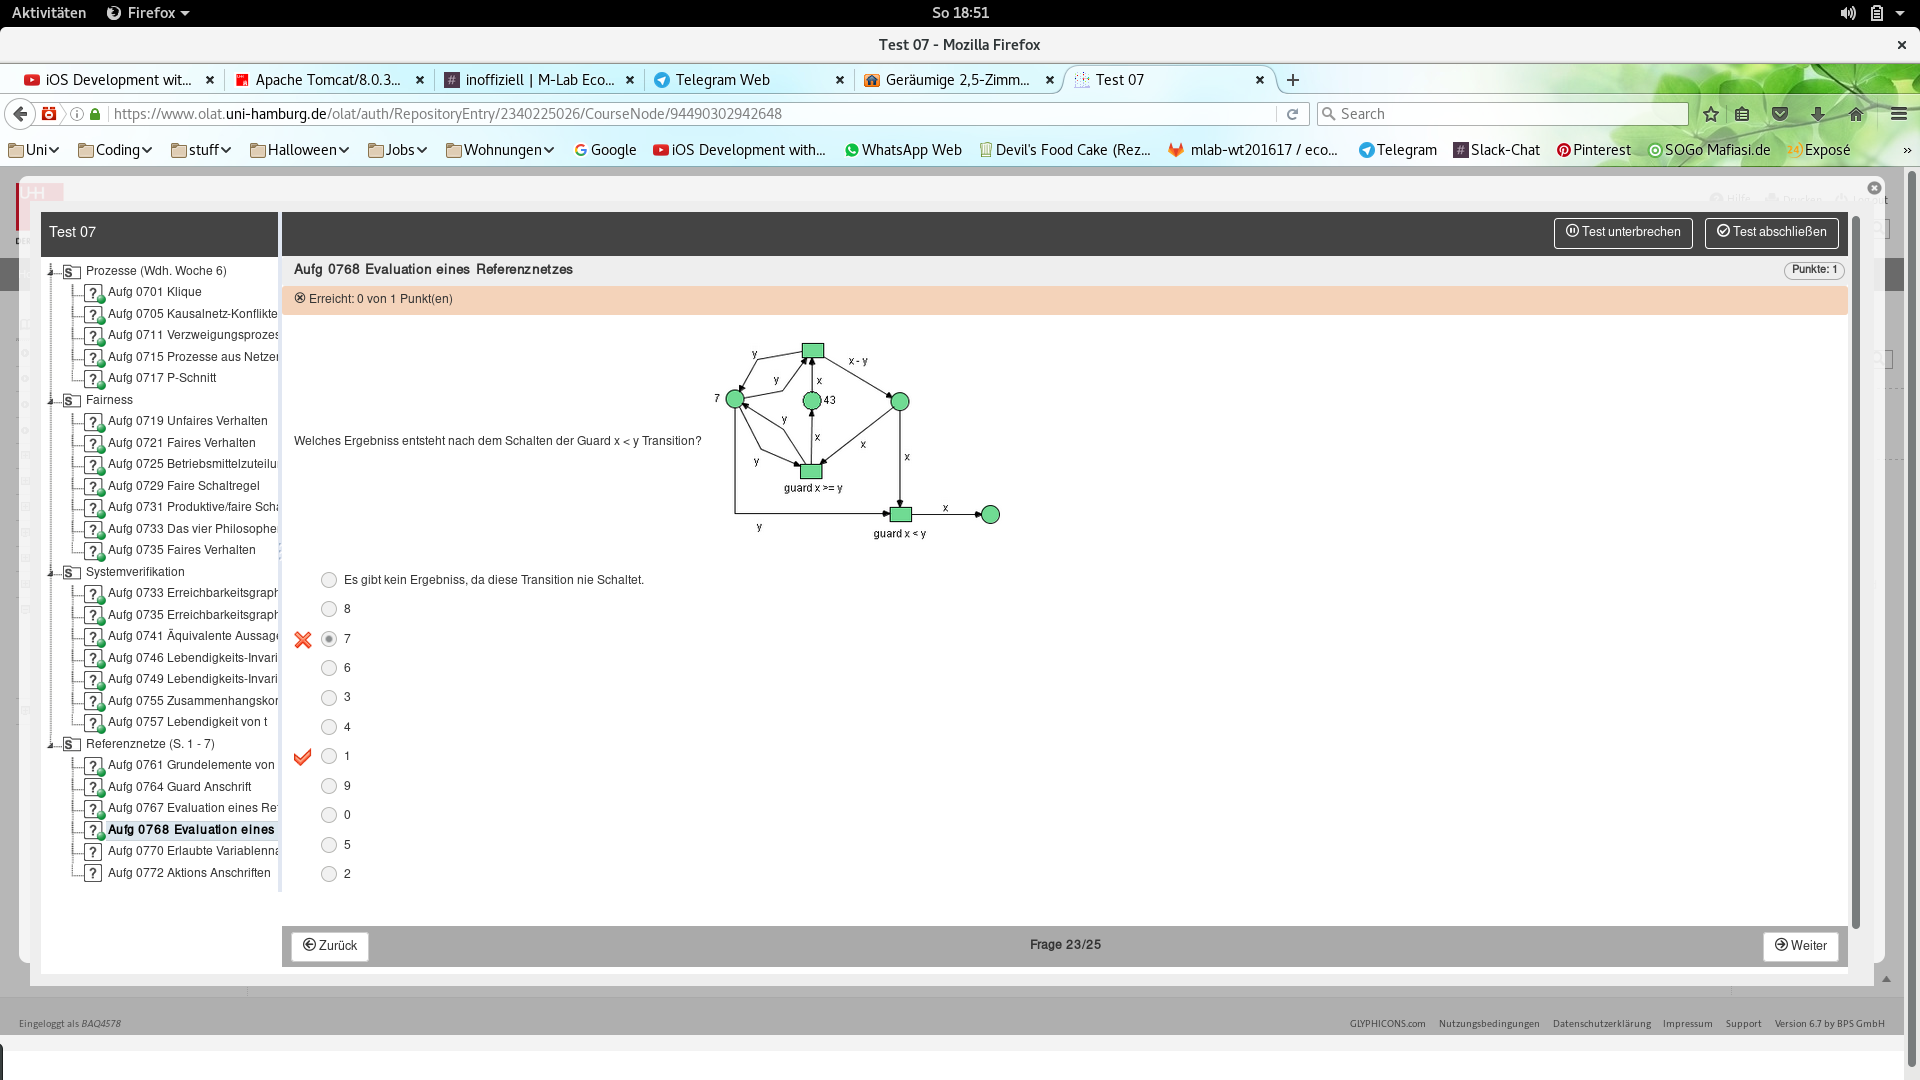 Aktivitäten Firefox So 18:51
Test 07 - Mozilla Firefox
iOS Development wit... Apache Tomcat/8.0.3... inoffiziell | M-Lab Eco... Telegram Web Geräumige 2,5-Zimm... Test 07
https://www.olat.uni-hamburg.de/olat/auth/RepositoryEntry/2340225026/CourseNode/94490302942648 Search
Uni Coding stuff Halloween Jobs Wohnungen Google iOS Development with... WhatsApp Web Devil's Food Cake (Rez... mlab-wt201617 / eco... Telegram Slack-Chat Pinterest SOGo Mafiasi.de Exposé »
Test 07 Test unterbrechen Test abschließen
Prozesse (Wdh. Woche 6)
Aufg 0701 Klique
Aufg 0705 Kausalnetz-Konflikte
Aufg 0711 Verzweigungsprozes
Aufg 0715 Prozesse aus Netzen
Aufg 0717 P-Schnitt
Fairness
Aufg 0719 Unfaires Verhalten
Aufg 0721 Faires Verhalten
Aufg 0725 Betriebsmittelzuteilu
Aufg 0729 Faire Schaltregel
Aufg 0731 Produktive/faire Scha
Aufg 0733 Das vier Philosophe
Aufg 0735 Faires Verhalten
Systemverifikation
Aufg 0733 Erreichbarkeitsgraph
Aufg 0735 Erreichbarkeitsgraph
Aufg 0741 Äquivalente Aussage
Aufg 0746 Lebendigkeits-Invari
Aufg 0749 Lebendigkeits-Invari
Aufg 0755 Zusammenhangskon
Aufg 0757 Lebendigkeit von t
Referenznetze (S. 1 - 7)
Aufg 0761 Grundelemente von
Aufg 0764 Guard Anschrift
Aufg 0767 Evaluation eines Ref
Aufg 0768 Evaluation eines
Aufg 0770 Erlaubte Variablenna
Aufg 0772 Aktions Anschriften
Aufg 0768 Evaluation eines Referenznetzes Punkte: 1
Erreicht: 0 von 1 Punkt(en)
Welches Ergebniss entsteht nach dem Schalten der Guard x < y Transition?
y
x - y
y
x
7
43
y
x
x
y
x
guard x >= y
x
y
guard x < y
Es gibt kein Ergebniss, da diese Transition nie Schaltet.
8
7
6
3
4
1
9
0
5
2
Zurück Frage 23/25 Weiter
Eingeloggt als BAQ4578 GLYPHICONS.com Nutzungsbedingungen Datenschutzerklärung Impressum Support Version 6.7 by BPS GmbH